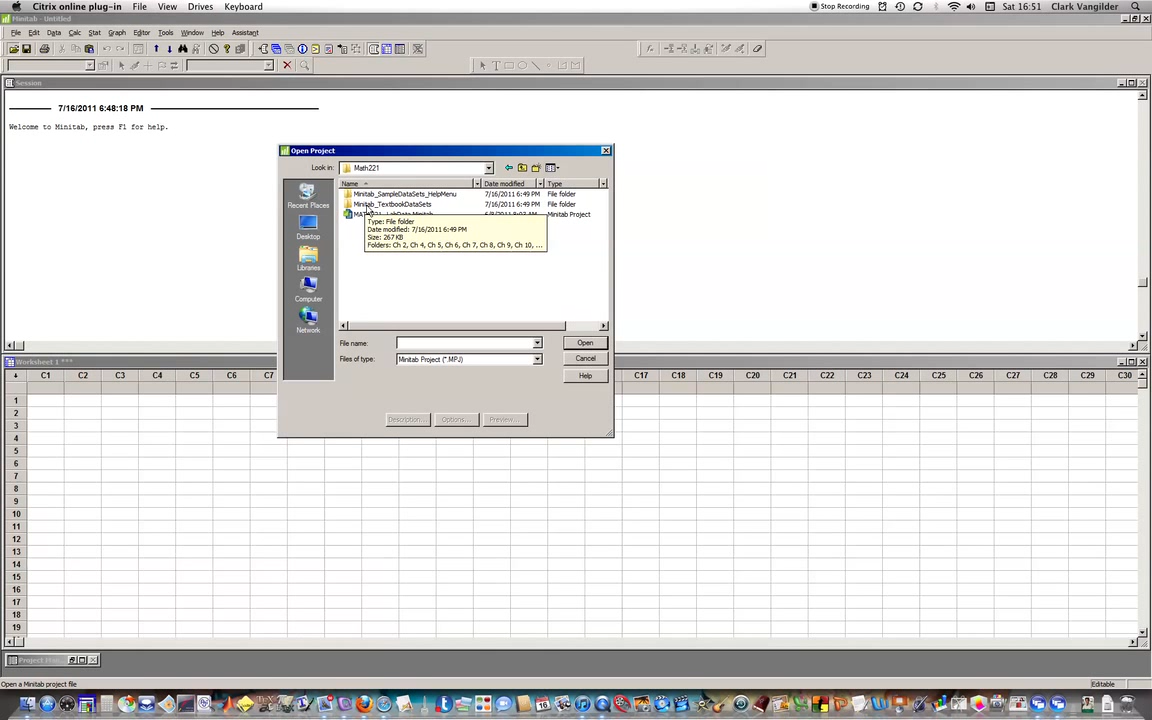 Citrix online plug-in File View Drives Keyboard Stop Recording Sat 16:51 Clark Vangilder
Minitab - Untitled
File Edit Data Calc Stat Graph Editor Tools Window Help Assistant
Session
7/16/2011 6:48:18 PM
Welcome to Minitab, press F1 for help.
Open Project
Look in: Math221
Name Date modified Type
Minitab_SampleDataSets_HelpMenu 7/16/2011 6:49 PM File folder
Minitab_TextbookDataSets 7/16/2011 6:49 PM File folder
Minitab Project
Type: File folder
Date modified: 7/16/2011 6:49 PM
Size: 267 KB
Folders: Ch 2, Ch 4, Ch 5, Ch 6, Ch 7, Ch 8, Ch 9, Ch 10, ...
Recent Places
Desktop
Libraries
Computer
Network
File name: Open
Files of type: Minitab Project (*.MPJ) Cancel
Help
Description... Options... Preview...
Worksheet 1 ***
C1 C2 C3 C4 C5 C6 C7 C17 C18 C19 C20 C21 C22 C23 C24 C25 C26 C27 C28 C29 C30
1
2
3
4
5
6
7
8
9
10
11
12
13
14
15
16
17
18
19
Project Man...
Open a Minitab project file Editable